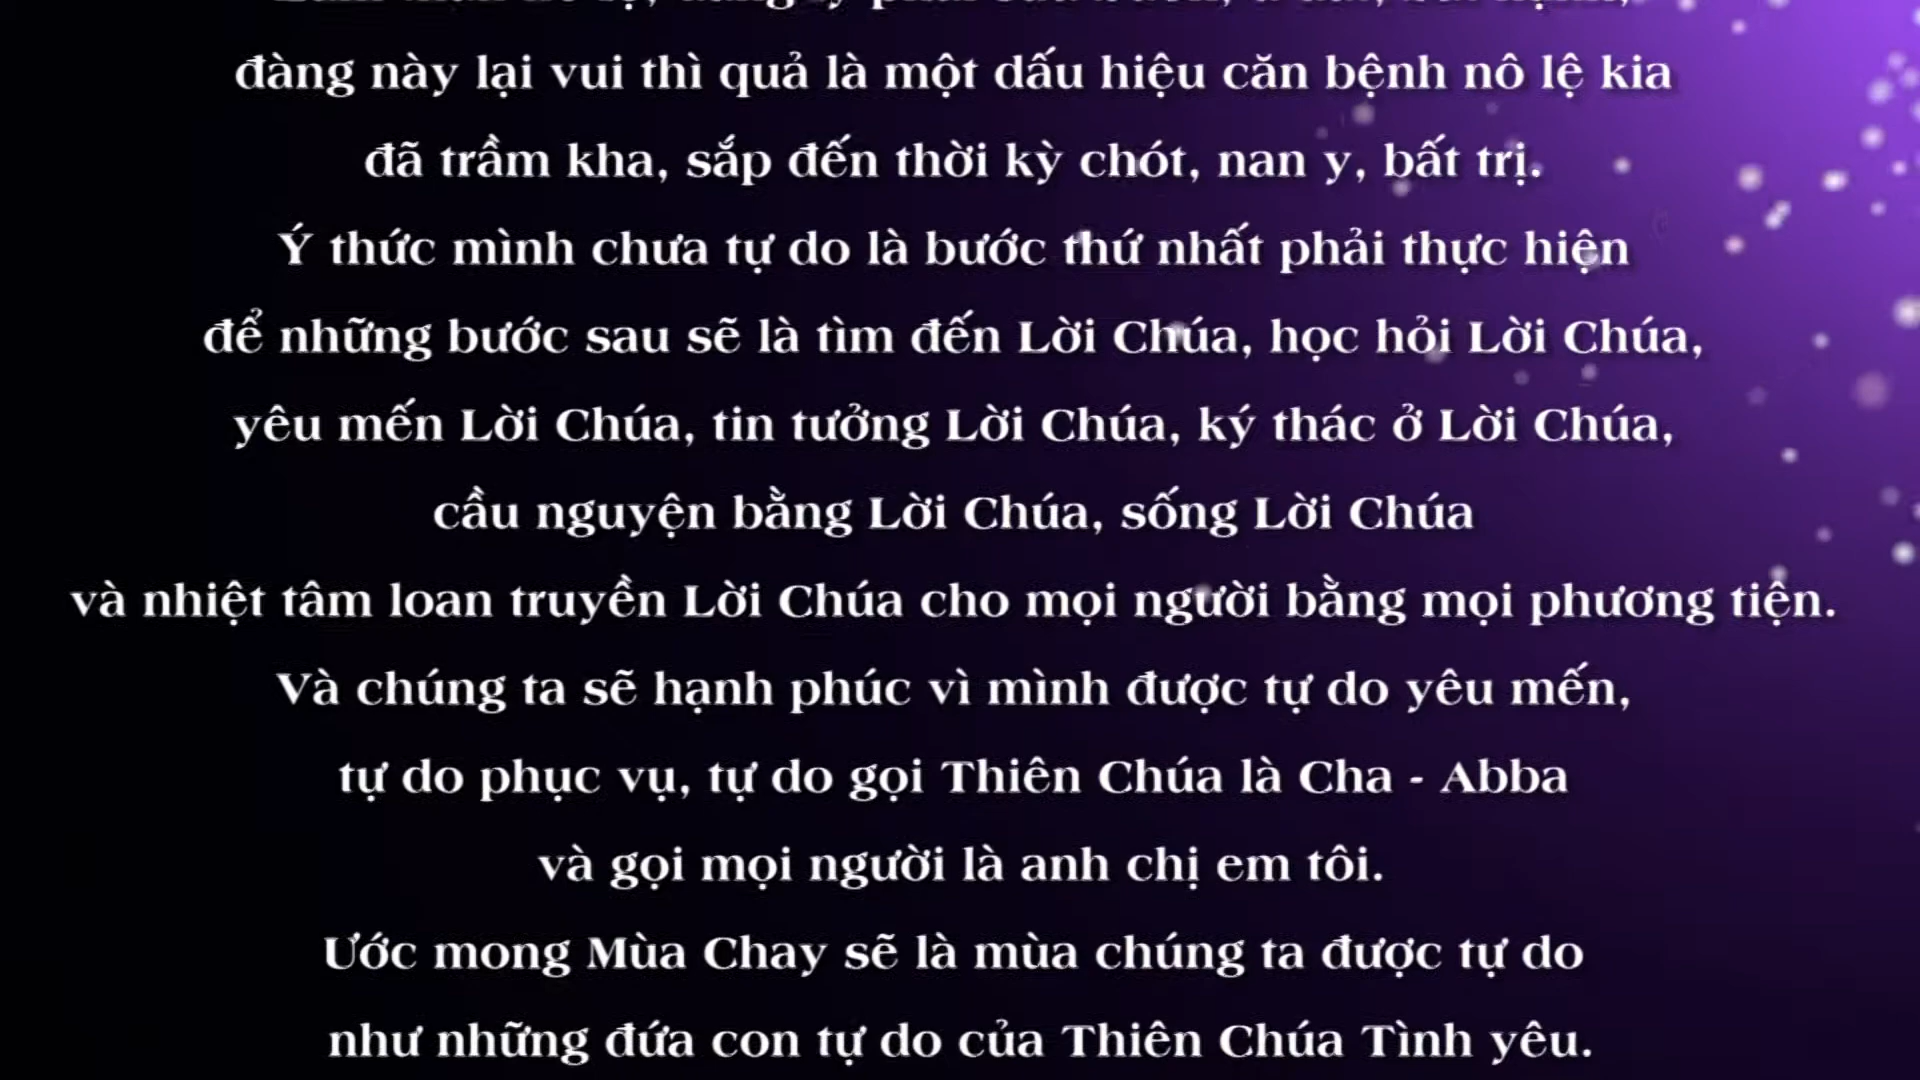 đàng này lại vui thì quả là một dấu hiệu căn bệnh nô lệ kia
đã trầm kha, sắp đến thời kỳ chót, nan y, bất trị.
Ý thức mình chưa tự do là bước thứ nhất phải thực hiện
để những bước sau sẽ là tìm đến Lời Chúa, học hỏi Lời Chúa,
yêu mến Lời Chúa, tin tưởng Lời Chúa, ký thác ở Lời Chúa,
cầu nguyện bằng Lời Chúa, sống Lời Chúa
và nhiệt tâm loan truyền Lời Chúa cho mọi người bằng mọi phương tiện.
Và chúng ta sẽ hạnh phúc vì mình được tự do yêu mến,
tự do phục vụ, tự do gọi Thiên Chúa là Cha - Abba
và gọi mọi người là anh chị em tôi.
Ước mong Mùa Chay sẽ là mùa chúng ta được tự do
như những đứa con tự do của Thiên Chúa Tình yêu.